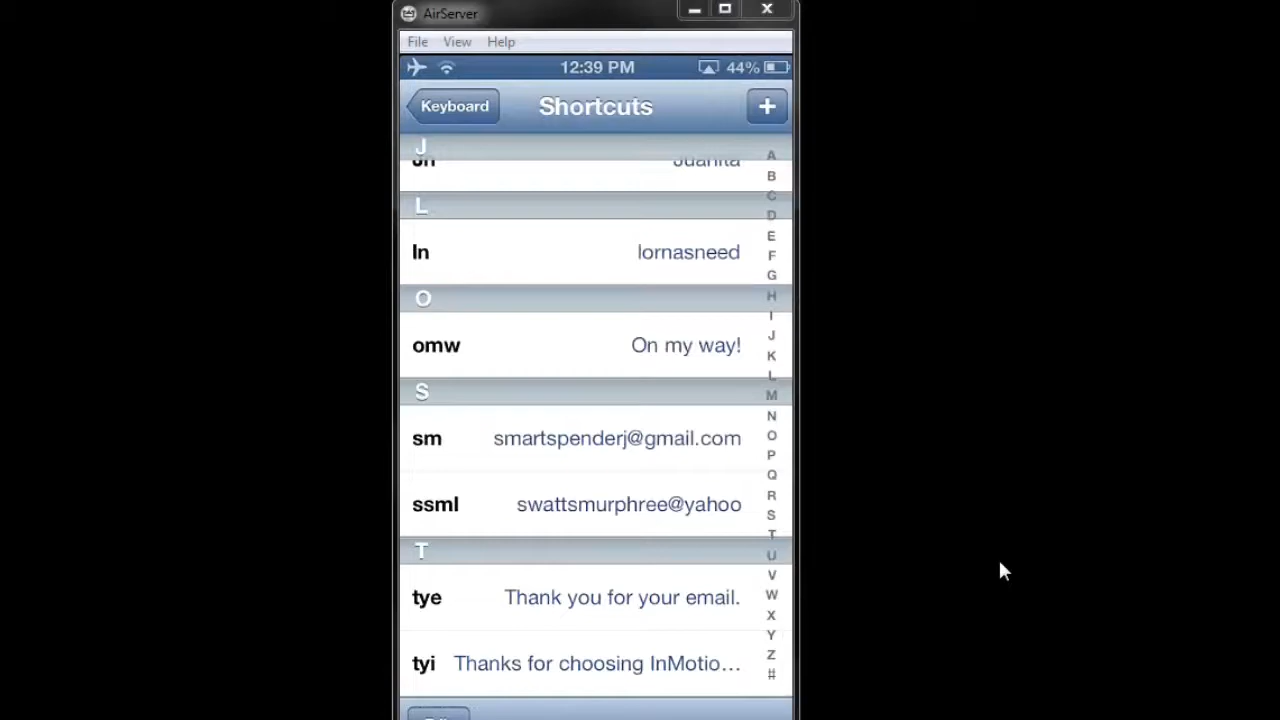 AirServer
File View Help
12:39 PM 44%
Keyboard Shortcuts +
J
Juanita
L
ln lornasneed
O
omw On my way!
S
sm smartspenderj@gmail.com
ssml swattsmurphree@yahoo
T
tye Thank you for your email.
tyi Thanks for choosing InMotio...
A
B
C
D
E
F
G
H
I
J
K
L
M
N
O
P
Q
R
S
T
U
V
W
X
Y
Z
#